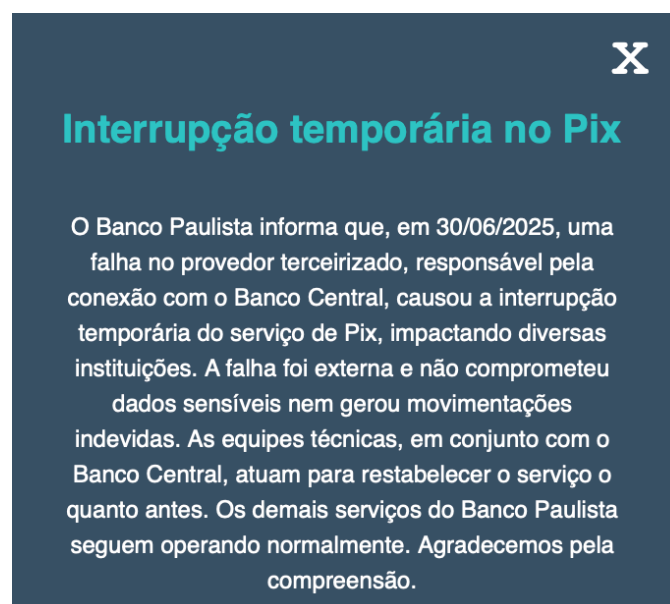 X
Interrupção temporária no Pix
O Banco Paulista informa que, em 30/06/2025, uma
falha no provedor terceirizado, responsável pela
conexão com o Banco Central, causou a interrupção
temporária do serviço de Pix, impactando diversas
instituições. A falha foi externa e não comprometeu
dados sensíveis nem gerou movimentações
indevidas. As equipes técnicas, em conjunto com o
Banco Central, atuam para restabelecer o serviço o
quanto antes. Os demais serviços do Banco Paulista
seguem operando normalmente. Agradecemos pela
compreensão.